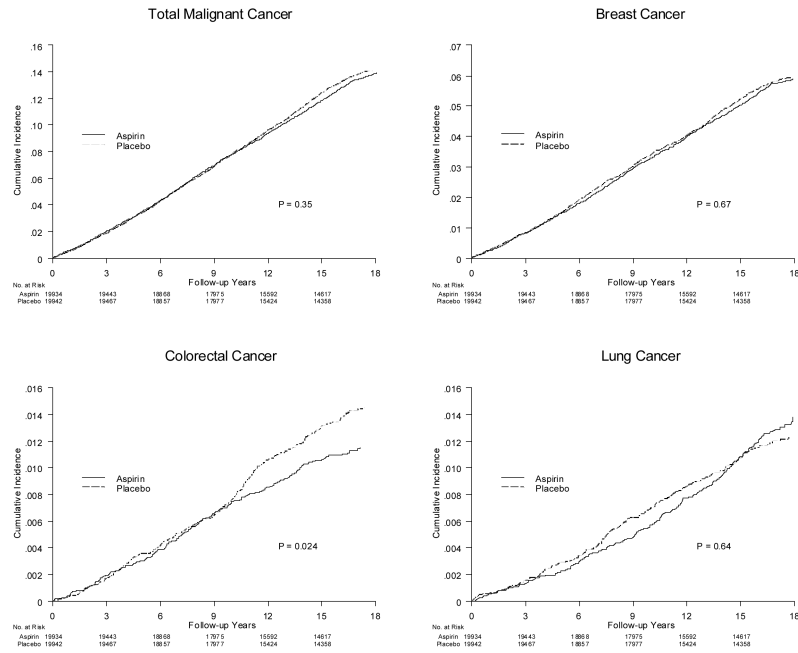 Total Malignant Cancer
.16
.14
.12
.10
.08
.06
.04
.02
0
Cumulative Incidence
Aspirin
Placebo
P = 0.35
0 3 6 9 12 15 18
Follow-up Years
No. at Risk
Aspirin 19934 19443 18868 17975 15592 14617
Placebo 19942 19467 18857 17977 15424 14358
Breast Cancer
.07
.06
.05
.04
.03
.02
.01
0
Cumulative Incidence
Aspirin
Placebo
P = 0.67
0 3 6 9 12 15 18
Follow-up Years
No. at Risk
Aspirin 19934 19443 18868 17975 15592 14617
Placebo 19942 19467 18857 17977 15424 14358
Colorectal Cancer
.016
.014
.012
.010
.008
.006
.004
.002
0
Cumulative Incidence
Aspirin
Placebo
P = 0.024
0 3 6 9 12 15 18
Follow-up Years
No. at Risk
Aspirin 19934 19443 18868 17975 15592 14617
Placebo 19942 19467 18857 17977 15424 14358
Lung Cancer
.016
.014
.012
.010
.008
.006
.004
.002
0
Cumulative Incidence
Aspirin
Placebo
P = 0.64
0 3 6 9 12 15 18
Follow-up Years
No. at Risk
Aspirin 19934 19443 18868 17975 15592 14617
Placebo 19942 19467 18857 17977 15424 14358